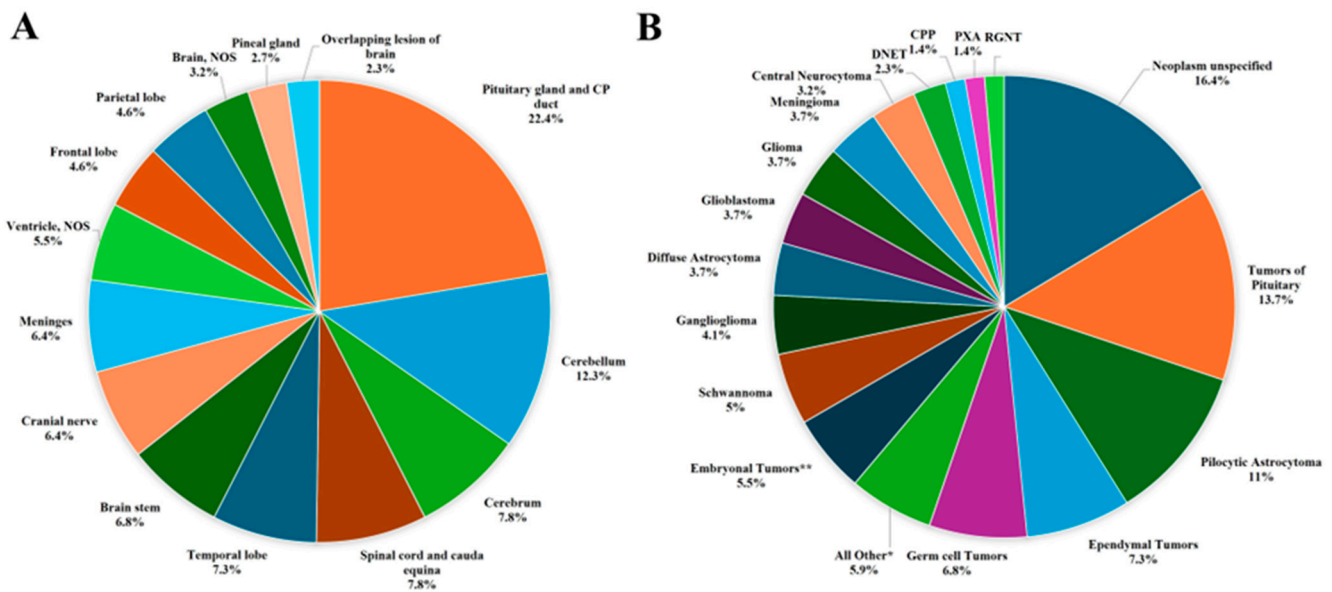 A
Overlapping lesion of
brain
2.3%
Pineal gland
2.7%
Brain, NOS
3.2%
Parietal lobe
4.6%
Frontal lobe
4.6%
Ventricle, NOS
5.5%
Meninges
6.4%
Cranial nerve
6.4%
Brain stem
6.8%
Temporal lobe
7.3%
Spinal cord and cauda
equina
7.8%
Cerebrum
7.8%
Cerebellum
12.3%
Pituitary gland and CP
duct
22.4%
B
PXA RGNT
1.4%
CPP
1.4%
DNET
2.3%
Central Neurocytoma
3.2%
Meningioma
3.7%
Glioma
3.7%
Glioblastoma
3.7%
Diffuse Astrocytoma
3.7%
Ganglioglioma
4.1%
Schwannoma
5%
Embryonal Tumors**
5.5%
All Other*
5.9%
Germ cell Tumors
6.8%
Ependymal Tumors
7.3%
Pilocytic Astrocytoma
11%
Tumors of
Pituitary
13.7%
Neoplasm unspecified
16.4%